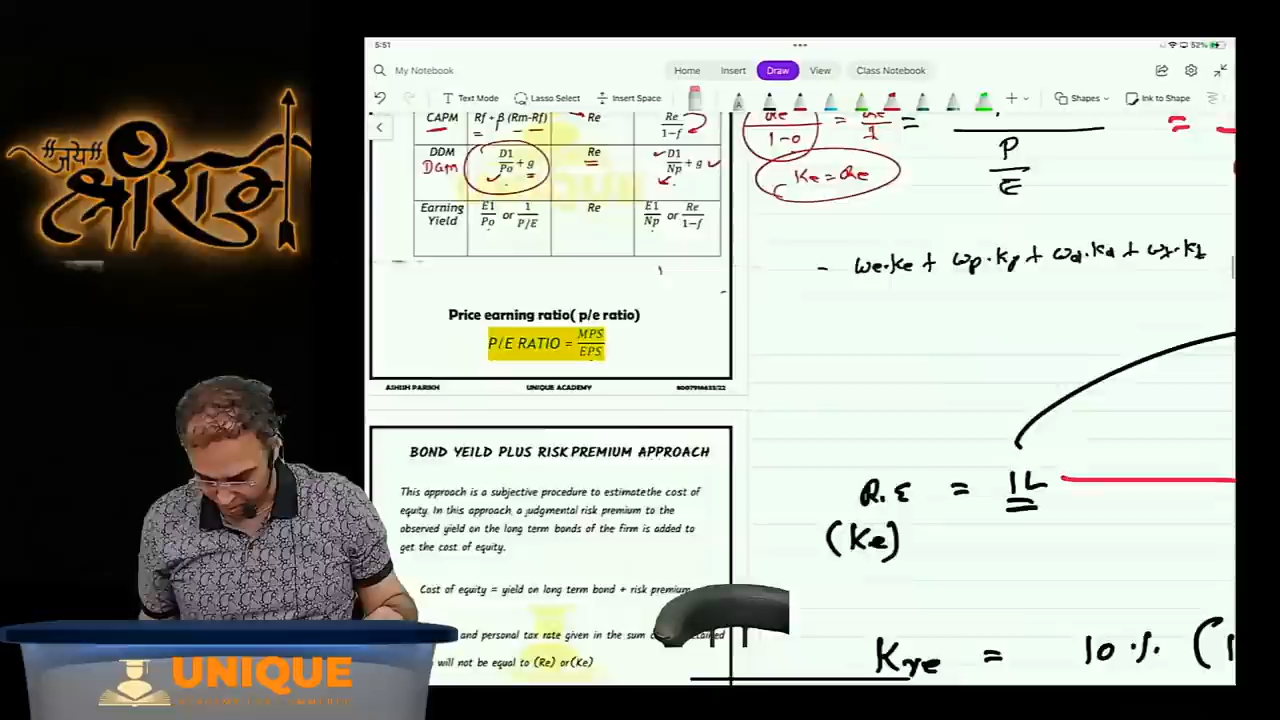 "जय"
श्रीराम
5:51
52%
My Notebook
Home Insert Draw View Class Notebook
Text Mode Lasso Select Insert Space Shapes Ink to Shape
CAPM Rf + β (Rm-Rf) Re Re/1-f
DDM D1/Po + g Re D1/Np + g
DGM
Earning Yield E1/Po or 1/P/E Re E1/Np or Re/1-f
Price earning ratio( p/e ratio)
P/E RATIO = MPS/EPS
ASHISH PARIKH UNIQUE ACADEMY
BOND YEILD PLUS RISK PREMIUM APPROACH
This approach is a subjective procedure to estimate the cost of
equity. In this approach, a judgmental risk premium to the
observed yield on the long term bonds of the firm is added to
get the cost of equity.
Cost of equity = yield on long term bond + risk premium
and personal tax rate given in the sum
will not be equal to (Re) or (Ke)
1-0
Ke = Re
P/E
we.Ke + wp.Kp + wd.Kd +
R.E = 1L
(Ke)
Kre = 10 % (1
UNIQUE